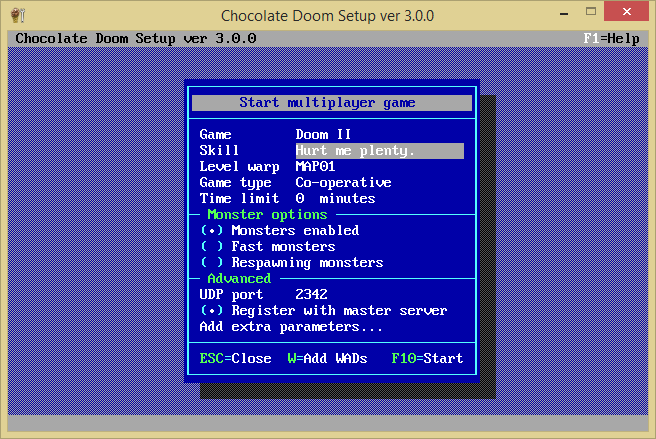 Chocolate Doom Setup ver 3.0.0
Chocolate Doom Setup ver 3.0.0 F1=Help
Start multiplayer game
Game Doom II
Skill Hurt me plenty.
Level warp MAP01
Game type Co-operative
Time limit 0 minutes
Monster options
(•) Monsters enabled
( ) Fast monsters
( ) Respawning monsters
Advanced
UDP port 2342
(•) Register with master server
Add extra parameters...
ESC=Close W=Add WADs F10=Start